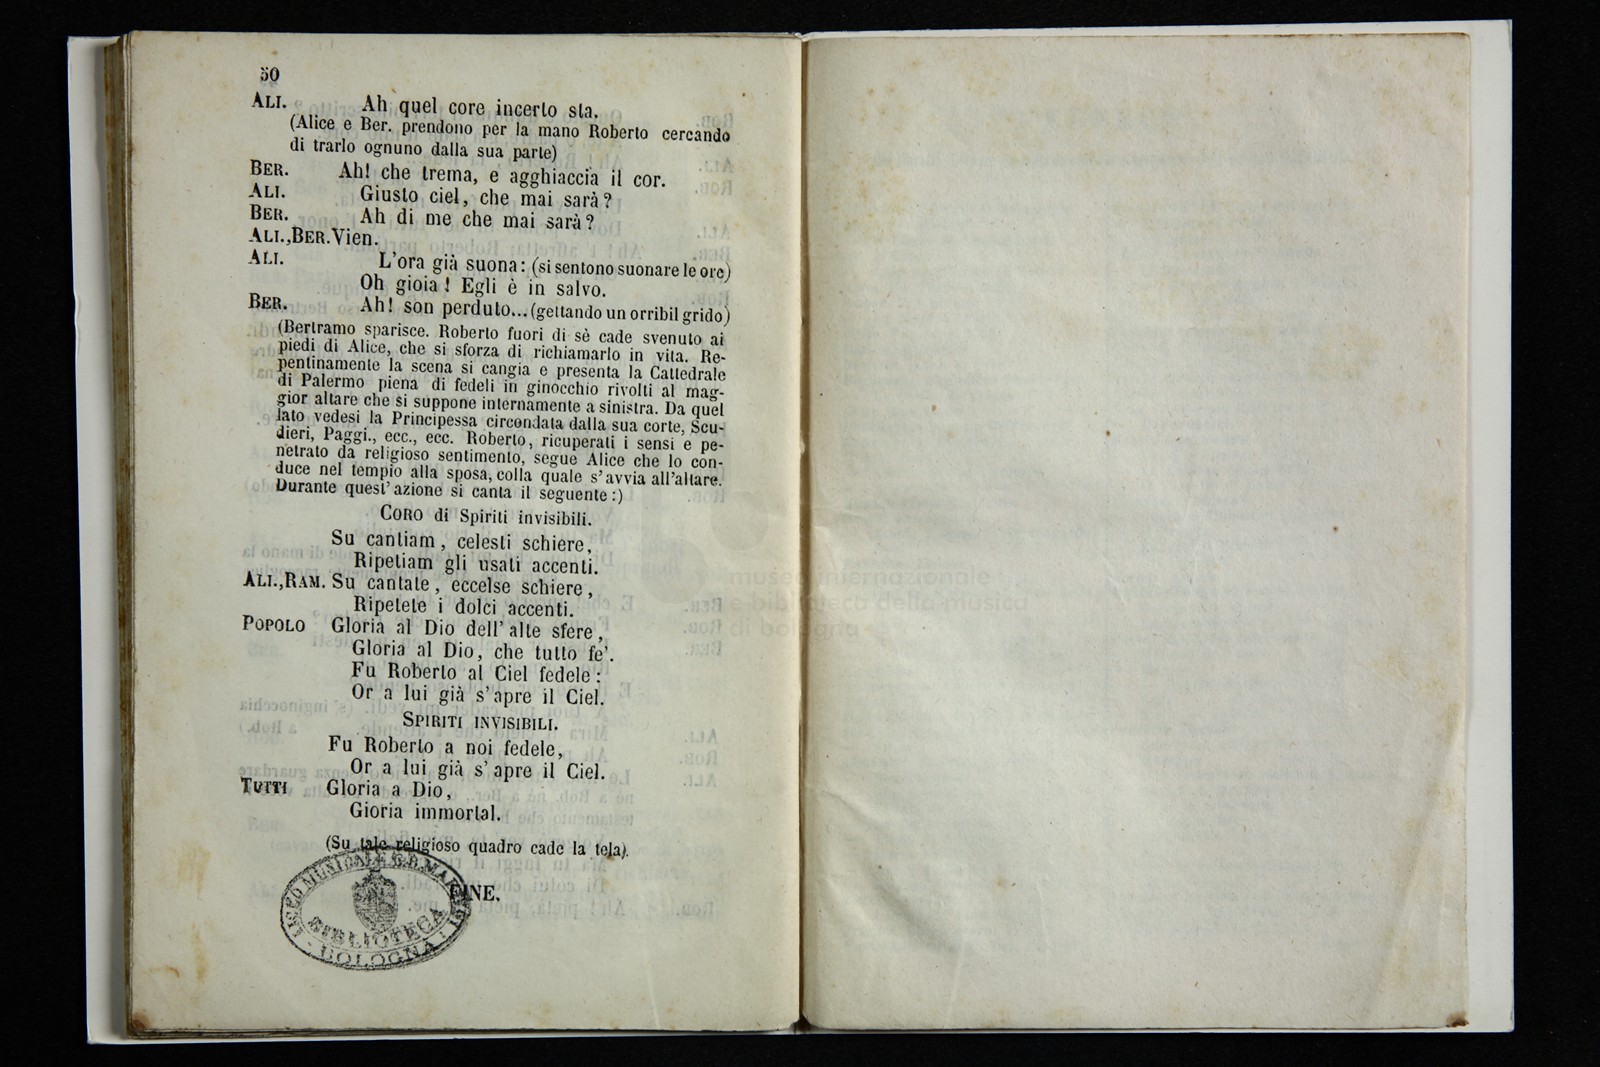 50
ALI. Ah quel core incerto sta.
(Alice e Ber. prendono per la mano Roberto cercando
di trarlo ognuno dalla sua parte)
BER. Ah! che trema, e agghiaccia il cor.
ALI. Giusto ciel, che mai sarà?
BER. Ah di me che mai sarà?
ALI.,BER. Vien.
ALI. L'ora già suona: (si sentono suonare le ore)
Oh gioia! Egli è in salvo.
BER. Ah! son perduto... (gettando un orribil grido)
(Bertramo sparisce. Roberto fuori di sè cade svenuto ai
piedi di Alice, che si sforza di richiamarlo in vita. Re-
pentinamente la scena si cangia e presenta la Cattedrale
di Palermo piena di fedeli in ginocchio rivolti al mag-
gior altare che si suppone internamente a sinistra. Da quel
lato vedesi la Principessa circondata dalla sua corte, Scu-
dieri, Paggi., ecc., ecc. Roberto, ricuperati i sensi e pe-
netrato da religioso sentimento, segue Alice che lo con-
duce nel tempio alla sposa, colla quale s'avvia all'altare.
Durante quest'azione si canta il seguente:)
CORO di Spiriti invisibili.
Su cantiam, celesti schiere,
Ripetiam gli usati accenti.
ALI.,RAM. Su cantate, eccelse schiere,
Ripetete i dolci accenti.
POPOLO Gloria al Dio dell'alte sfere,
Gloria al Dio, che tutto fe'.
Fu Roberto al Ciel fedele:
Or a lui già s'apre il Ciel.
SPIRITI INVISIBILI.
Fu Roberto a noi fedele,
Or a lui già s'apre il Ciel.
TUTTI Gloria a Dio,
Gloria immortal.
(Su tale religioso quadro cade la tela).
FINE.
LICEO MUSICALE G.B. MARTINI
BIBLIOTECA
BOLOGNA
museo internazionale
e biblioteca della musica
di bologna